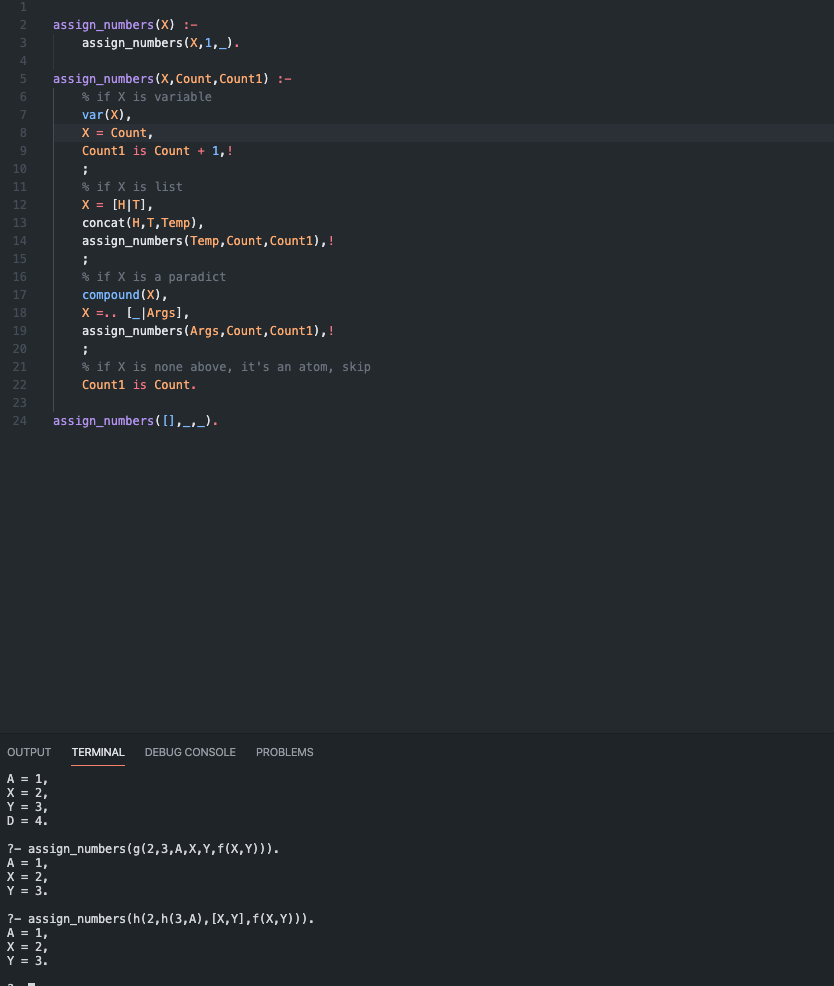 1
2 assign_numbers(X) :-
3 assign_numbers(X,1,_).
4
5 assign_numbers(X,Count,Count1) :-
6 % if X is variable
7 var(X),
8 X = Count,
9 Count1 is Count + 1,!
10 ;
11 % if X is list
12 X = [H|T],
13 concat(H,T,Temp),
14 assign_numbers(Temp,Count,Count1),!
15 ;
16 % if X is a paradict
17 compound(X),
18 X =.. [_|Args],
19 assign_numbers(Args,Count,Count1),!
20 ;
21 % if X is none above, it's an atom, skip
22 Count1 is Count.
23
24 assign_numbers([],_,_).
OUTPUT TERMINAL DEBUG CONSOLE PROBLEMS
A = 1,
X = 2,
Y = 3,
D = 4.
?- assign_numbers(g(2,3,A,X,Y,f(X,Y))).
A = 1,
X = 2,
Y = 3.
?- assign_numbers(h(2,h(3,A),[X,Y],f(X,Y))).
A = 1,
X = 2,
Y = 3.